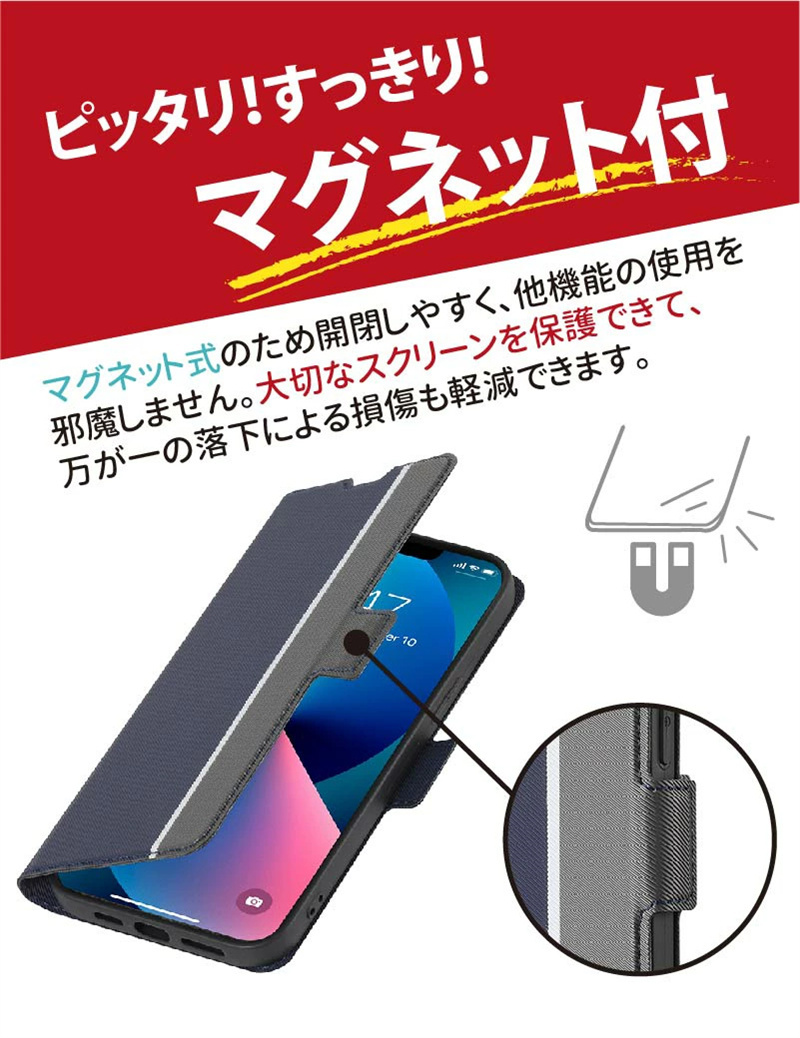 ピッタリ!すっきり!
マグネット付
マグネット式のため開閉しやすく、他機能の使用を
邪魔しません。大切なスクリーンを保護できて、
万が一の落下による損傷も軽減できます。
17
er 10